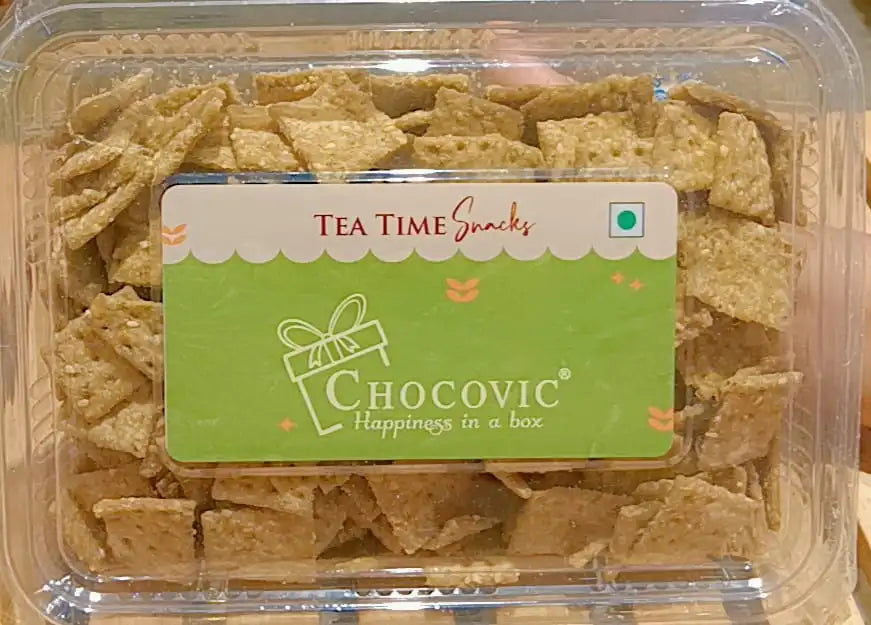 TEA TIME Snacks
CHOCOVIC®
Happiness in a box